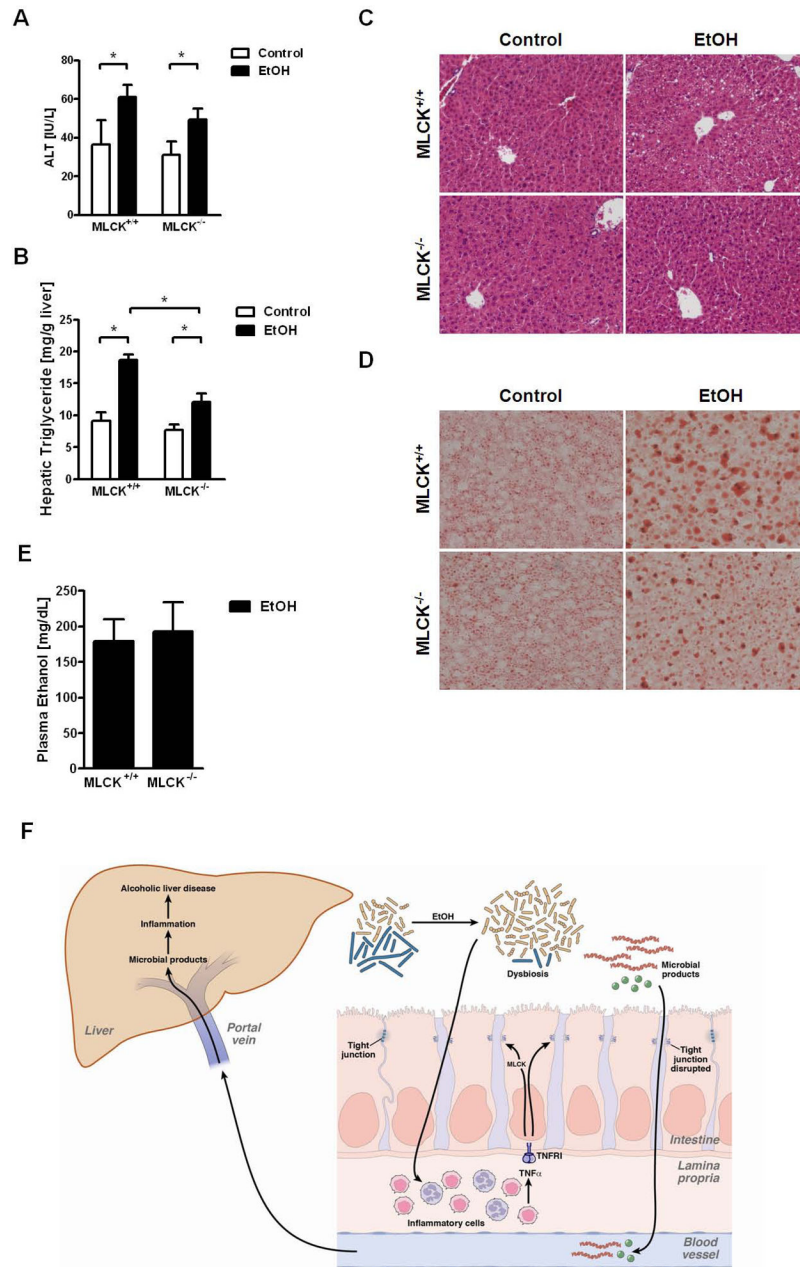 A
Control
EtOH
*
*
ALT [IU/L]
80
60
40
20
0
MLCK+/+
MLCK-/-
B
Control
EtOH
*
*
*
Hepatic Triglyceride [mg/g liver]
25
20
15
10
5
0
MLCK+/+
MLCK-/-
E
EtOH
Plasma Ethanol [mg/dL]
250
200
150
100
50
0
MLCK+/+
MLCK-/-
C
Control
EtOH
MLCK+/+
MLCK-/-
D
Control
EtOH
MLCK+/+
MLCK-/-
F
Alcoholic liver disease
Inflammation
Microbial products
Liver
Portal
vein
EtOH
Dysbiosis
Microbial
products
Tight
junction
MLCK
Tight
junction
disrupted
Intestine
TNFRI
TNFα
Lamina
propria
Inflammatory cells
Blood
vessel